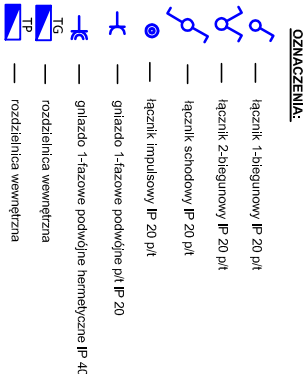 OZNACZENIA:
— łącznik 1-biegunowy IP 20 p/t
— łącznik 2-biegunowy IP 20 p/t
— łącznik schodowy IP 20 p/t
— łącznik impulsowy IP 20 p/t
— gniazdo 1-fazowe podwójne p/t IP 20
— gniazdo 1-fazowe podwójne hermetyczne IP 40
TG — rozdzielnica wewnętrzna
TP — rozdzielnica wewnętrzna